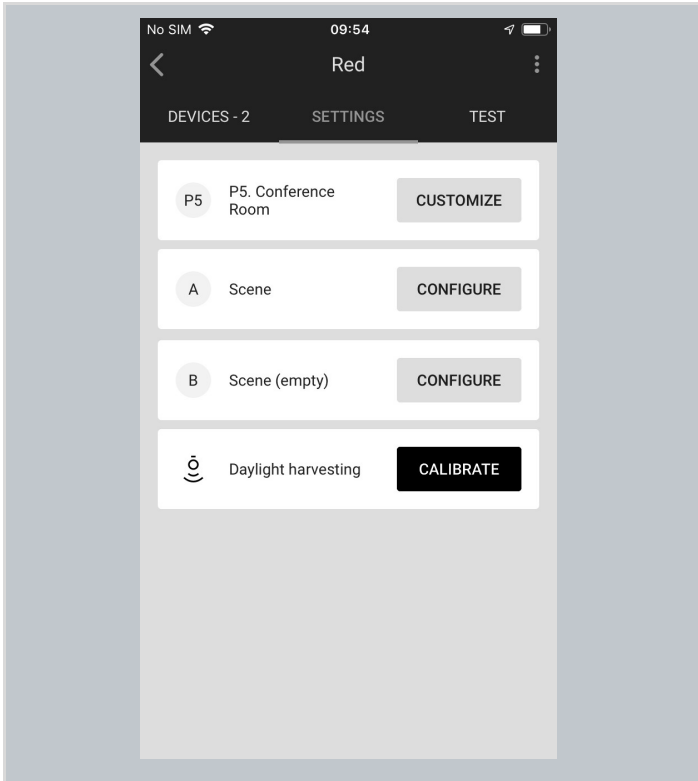 No SIM 09:54
Red
DEVICES - 2 SETTINGS TEST
P5 P5. Conference
Room
CUSTOMIZE
A Scene CONFIGURE
B Scene (empty) CONFIGURE
Daylight harvesting CALIBRATE